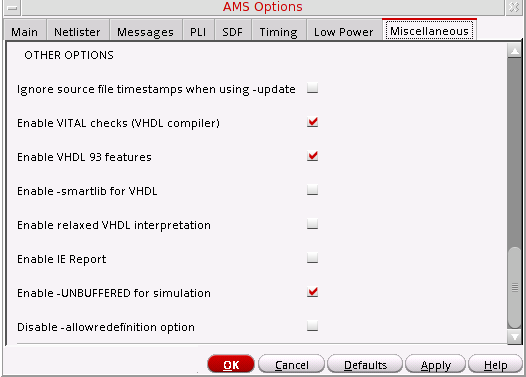 AMS Options
Main Netlister Messages PLI SDF Timing Low Power Miscellaneous
OTHER OPTIONS
Ignore source file timestamps when using -update
Enable VITAL checks (VHDL compiler)
Enable VHDL 93 features
Enable -smartlib for VHDL
Enable relaxed VHDL interpretation
Enable IE Report
Enable -UNBUFFERED for simulation
Disable -allowredefinition option
OK Cancel Defaults Apply Help